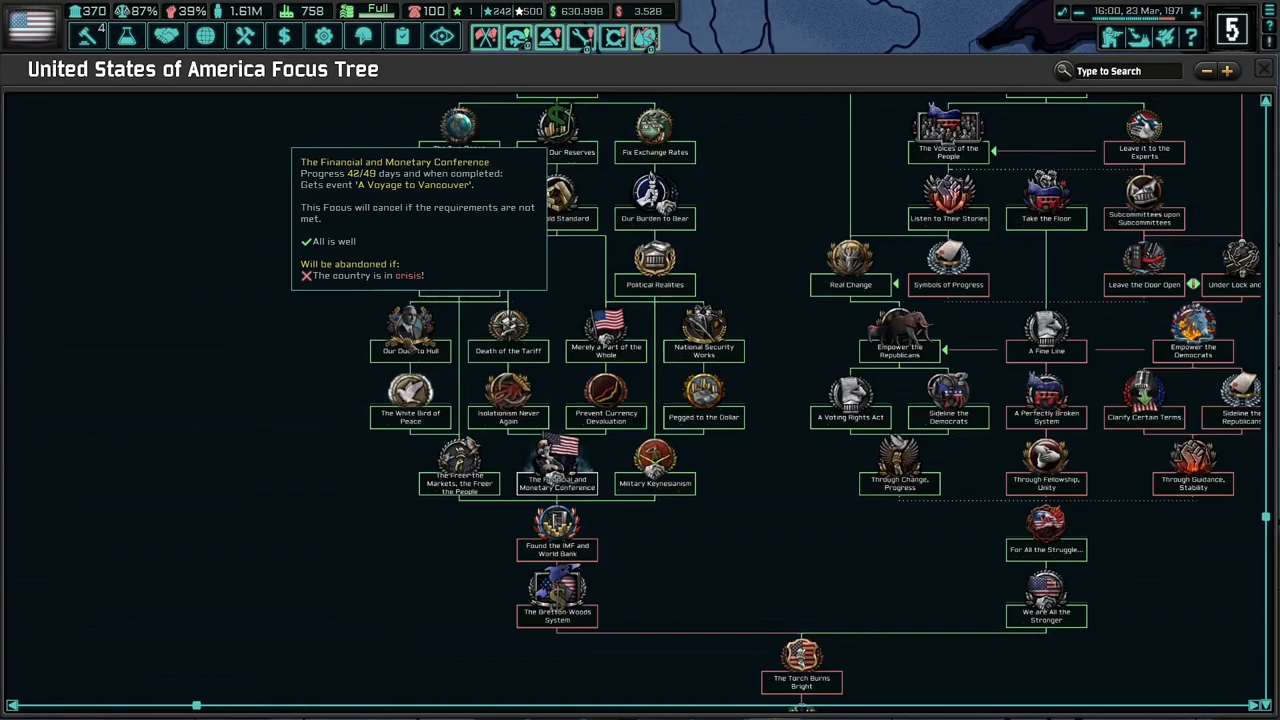 370 87% 39% 1.61M 758 Full 100 1 242 500 $ 630.99B $ 3.52B
16:00, 23 Mar, 1971
5
4
United States of America Focus Tree
Type to Search
Our Reserves
Fix Exchange Rates
The Voices of the
People
Leave it to the
Experts
The Financial and Monetary Conference
Progress 42/49 days and when completed:
Gets event 'A Voyage to Vancouver'.
This Focus will cancel if the requirements are not
met.
All is well
Will be abandoned if:
The country is in crisis!
Standard
Our Burden to Bear
Listen to Their Stories
Take the Floor
Subcommittees upon
Subcommittees
Political Realities
Real Change
Symbols of Progress
Leave the Door Open
Under Lock and
Our Duty to Hull
Death of the Tariff
Merely a Part of the
Whole
National Security
Works
Empower the
Republicans
A Fine Line
Empower the
Democrats
The White Bird of
Peace
Isolationism Never
Again
Prevent Currency
Devaluation
Pegged to the Dollar
A Voting Rights Act
Sideline the
Democrats
A Perfectly Broken
System
Clarify Certain Terms
Sideline the
Republicans
The Freer the
Markets, the Freer
the People
The Financial and
Monetary Conference
Military Keynesianism
Through Change,
Progress
Through Fellowship,
Unity
Through Guidance,
Stability
Found the IMF and
World Bank
For All the Struggle...
The Bretton-Woods
System
We are All the
Stronger
The Torch Burns
Bright